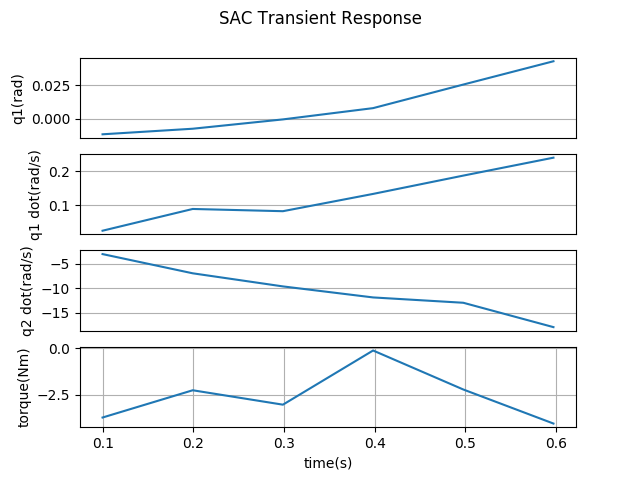 SAC Transient Response
q1(rad)
0.025
0.000
q1 dot(rad/s)
0.2
0.1
q2 dot(rad/s)
−5
−10
−15
torque(Nm)
0.0
−2.5
0.1 0.2 0.3 0.4 0.5 0.6
time(s)